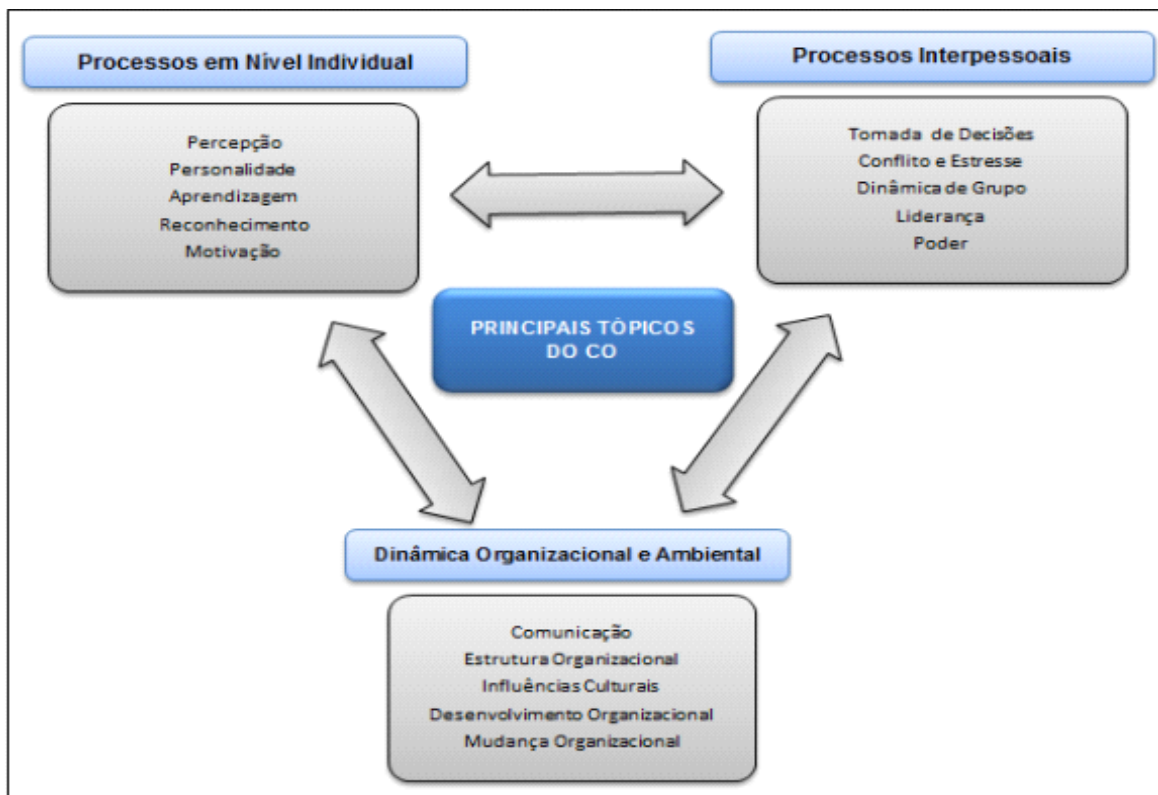 Processos em Nível Individual
Percepção
Personalidade
Aprendizagem
Reconhecimento
Motivação
Processos Interpessoais
Tomada de Decisões
Conflito e Estresse
Dinâmica de Grupo
Liderança
Poder
PRINCIPAIS TÓPICOS
DO CO
Dinâmica Organizacional e Ambiental
Comunicação
Estrutura Organizacional
Influências Culturais
Desenvolvimento Organizacional
Mudança Organizacional